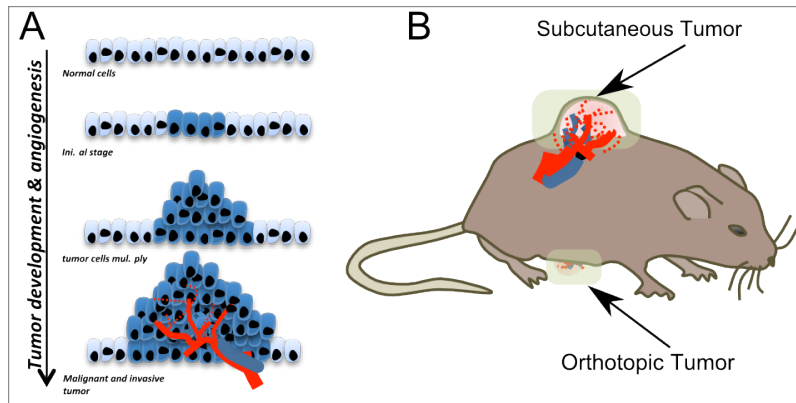 A
Tumor development & angiogenesis
Normal cells
Ini. al stage
tumor cells mul. ply
Malignant and invasive
tumor
B
Subcutaneous Tumor
Orthotopic Tumor